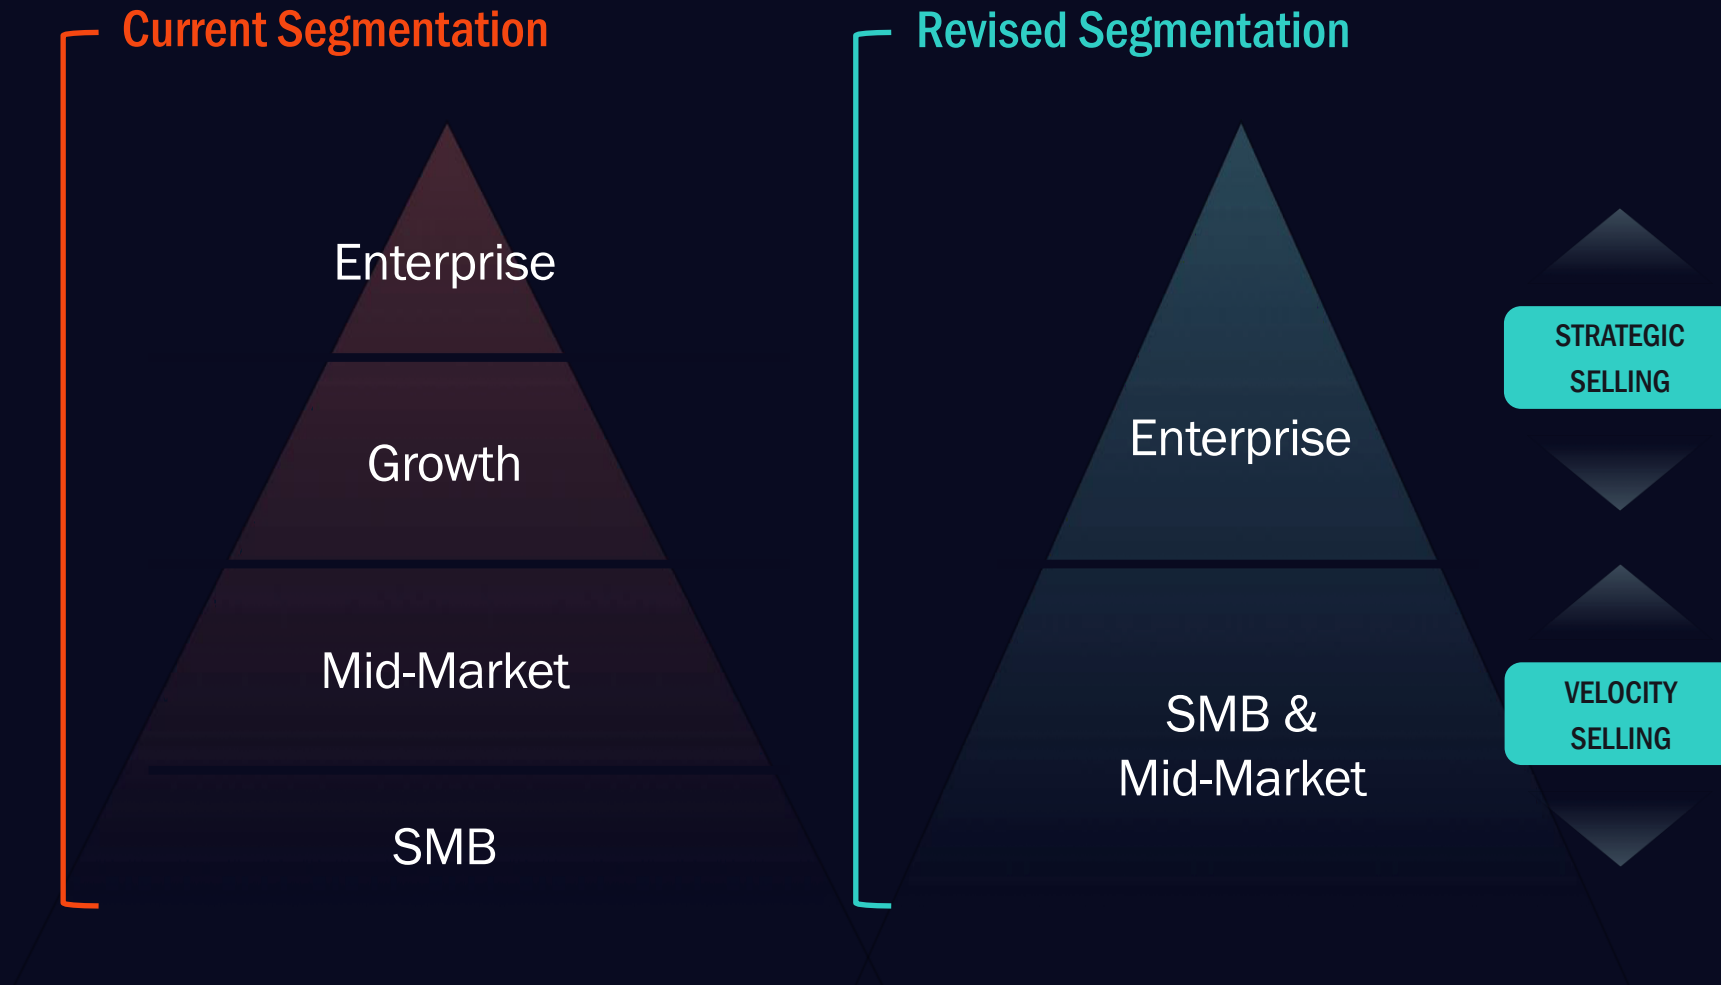 Current Segmentation
Enterprise
Growth
Mid-Market
SMB
Revised Segmentation
Enterprise
SMB &
Mid-Market
STRATEGIC
SELLING
VELOCITY
SELLING